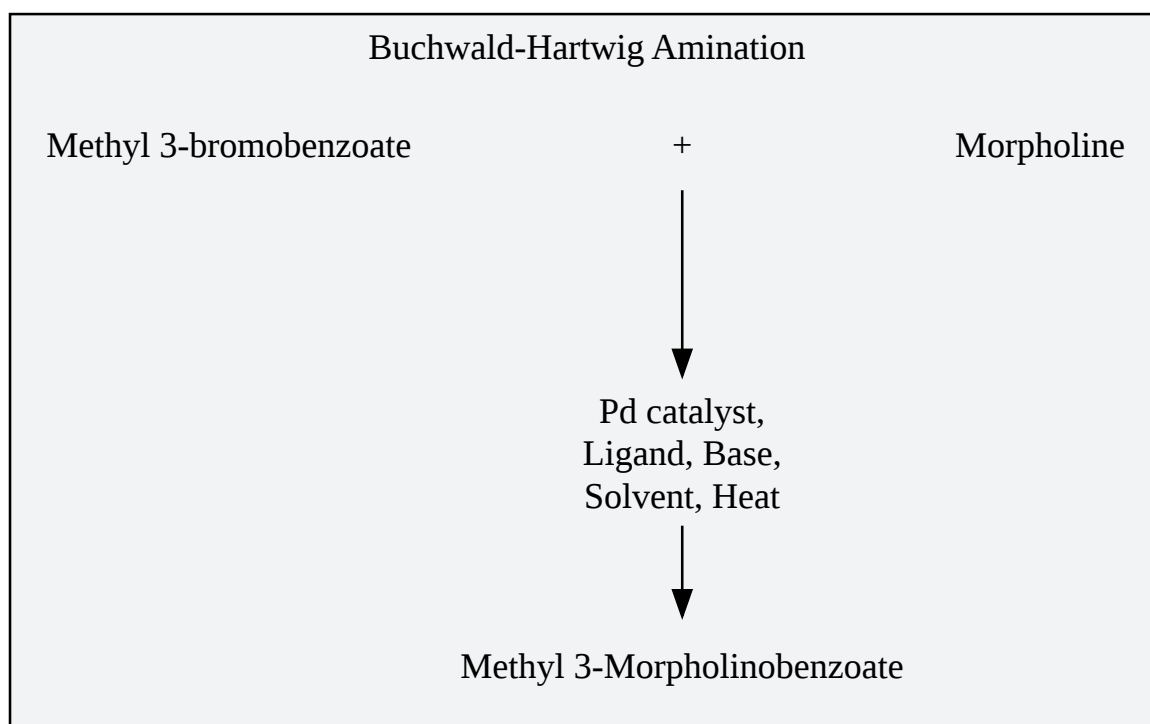 Buchwald-Hartwig Amination
Methyl 3-bromobenzoate + Morpholine
Pd catalyst,
Ligand, Base,
Solvent, Heat
Methyl 3-Morpholinobenzoate